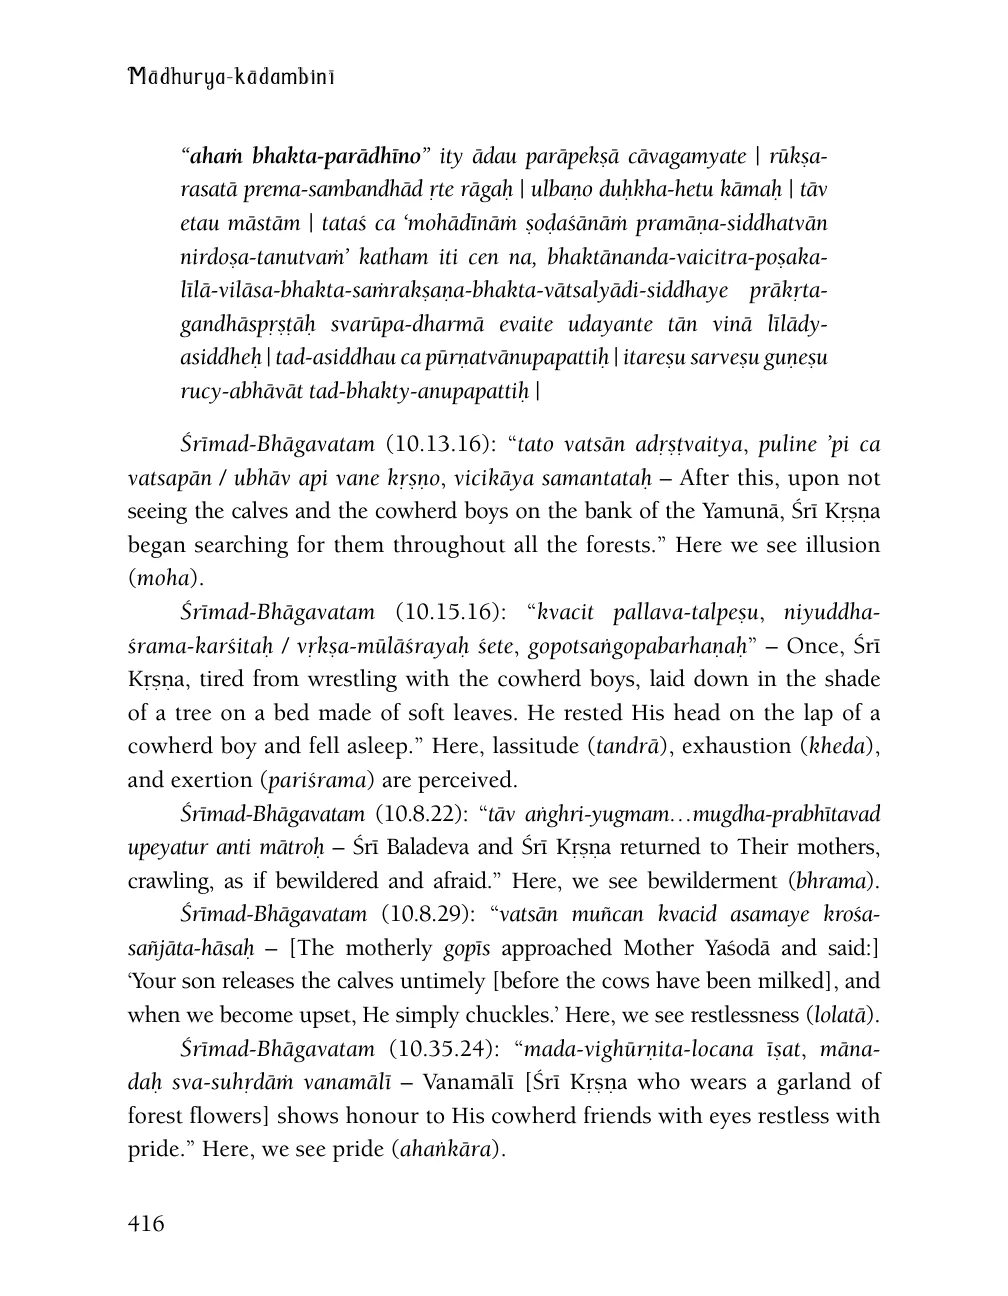 Mādhurya-kādambinī
“ahaṁ bhakta-parādhīno” ity ādau parāpekṣā cāvagamyate | rūkṣa-
rasatā prema-sambandhād ṛte rāgaḥ | ulbaṇo duḥkha-hetu kāmaḥ | tāv
etau māstām | tataś ca ‘mohādīnāṁ ṣoḍaśānāṁ pramāṇa-siddhatvān
nirdoṣa-tanutvaṁ’ katham iti cen na, bhaktānanda-vaicitra-poṣaka-
līlā-vilāsa-bhakta-saṁrakṣaṇa-bhakta-vātsalyādi-siddhaye prākṛta-
gandhāspṛṣṭāḥ svarūpa-dharmā evaite udayante tān vinā līlādy-
asiddheḥ | tad-asiddhau ca pūrṇatvānupapattiḥ | itareṣu sarveṣu guṇeṣu
rucy-abhāvāt tad-bhakty-anupapattiḥ |
Śrīmad-Bhāgavatam (10.13.16): “tato vatsān adṛṣṭvaitya, puline ’pi ca
vatsapān / ubhāv api vane kṛṣṇo, vicikāya samantataḥ – After this, upon not
seeing the calves and the cowherd boys on the bank of the Yamunā, Śrī Kṛṣṇa
began searching for them throughout all the forests.” Here we see illusion
(moha).
Śrīmad-Bhāgavatam (10.15.16): “kvacit pallava-talpeṣu, niyuddha-
śrama-karśitaḥ / vṛkṣa-mūlāśrayaḥ śete, gopotsaṅgopabarhaṇaḥ” – Once, Śrī
Kṛṣṇa, tired from wrestling with the cowherd boys, laid down in the shade
of a tree on a bed made of soft leaves. He rested His head on the lap of a
cowherd boy and fell asleep.” Here, lassitude (tandrā), exhaustion (kheda),
and exertion (pariśrama) are perceived.
Śrīmad-Bhāgavatam (10.8.22): “tāv aṅghri-yugmam…mugdha-prabhītavad
upeyatur anti mātroḥ – Śrī Baladeva and Śrī Kṛṣṇa returned to Their mothers,
crawling, as if bewildered and afraid.” Here, we see bewilderment (bhrama).
Śrīmad-Bhāgavatam (10.8.29): “vatsān muñcan kvacid asamaye krośa-
sañjāta-hāsaḥ – [The motherly gopīs approached Mother Yaśodā and said:]
‘Your son releases the calves untimely [before the cows have been milked], and
when we become upset, He simply chuckles.’ Here, we see restlessness (lolatā).
Śrīmad-Bhāgavatam (10.35.24): “mada-vighūrṇita-locana īṣat, māna-
daḥ sva-suhṛdāṁ vanamālī – Vanamālī [Śrī Kṛṣṇa who wears a garland of
forest flowers] shows honour to His cowherd friends with eyes restless with
pride.” Here, we see pride (ahaṅkāra).
416